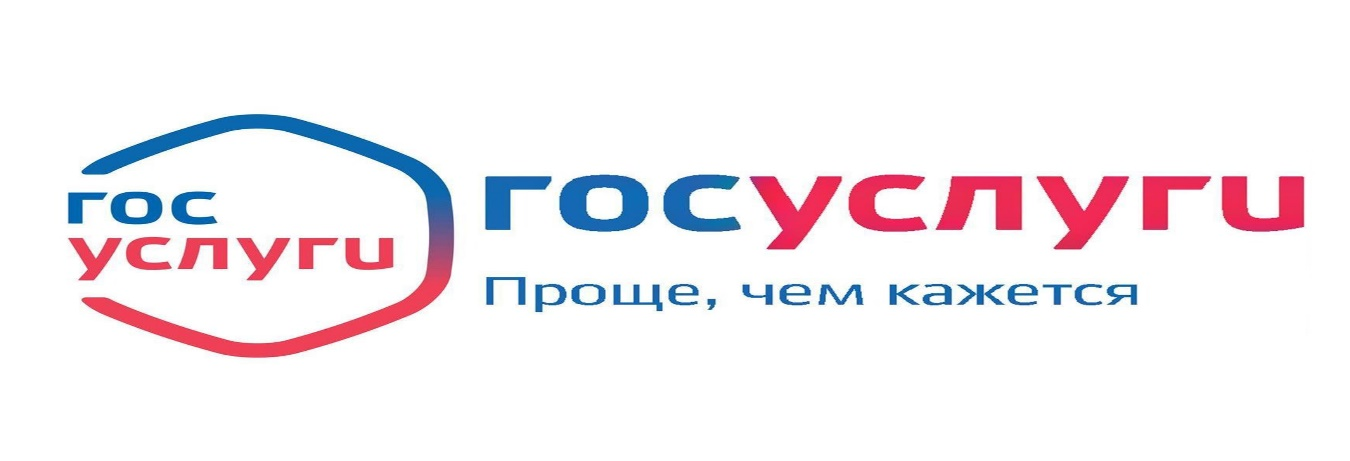 гос
услуги
госуслуги
Проще, чем кажется